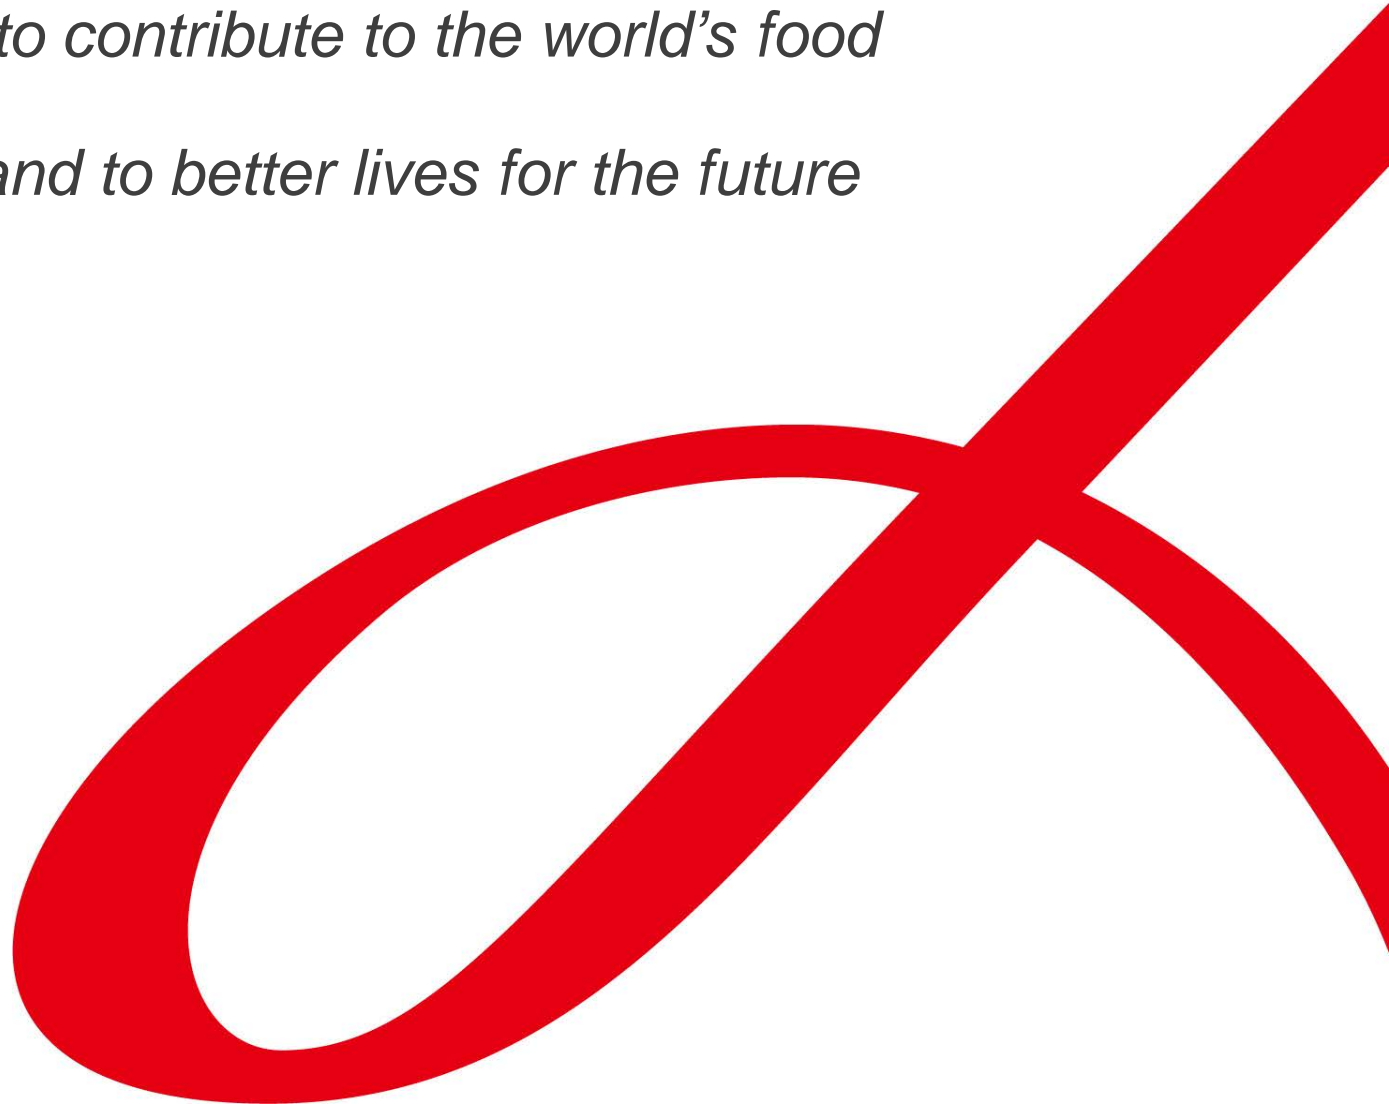 to contribute to the world’s food
and to better lives for the future